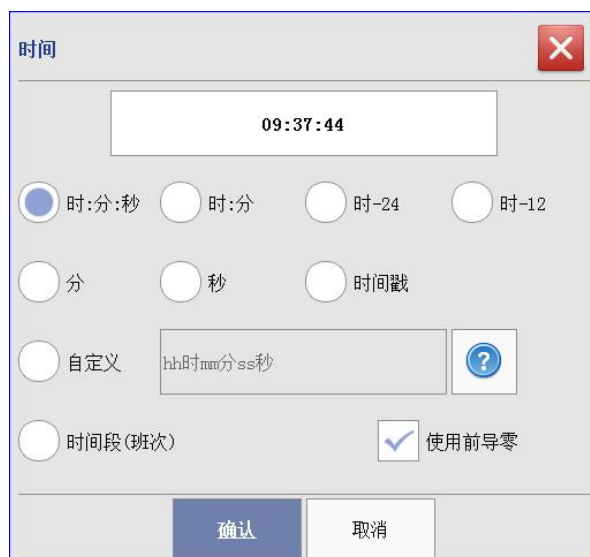 时间
09:37:44
时:分:秒 时:分 时-24 时-12
分 秒 时间戳
自定义 hh时mm分ss秒 ?
时间段(班次) 使用前导零
确认 取消